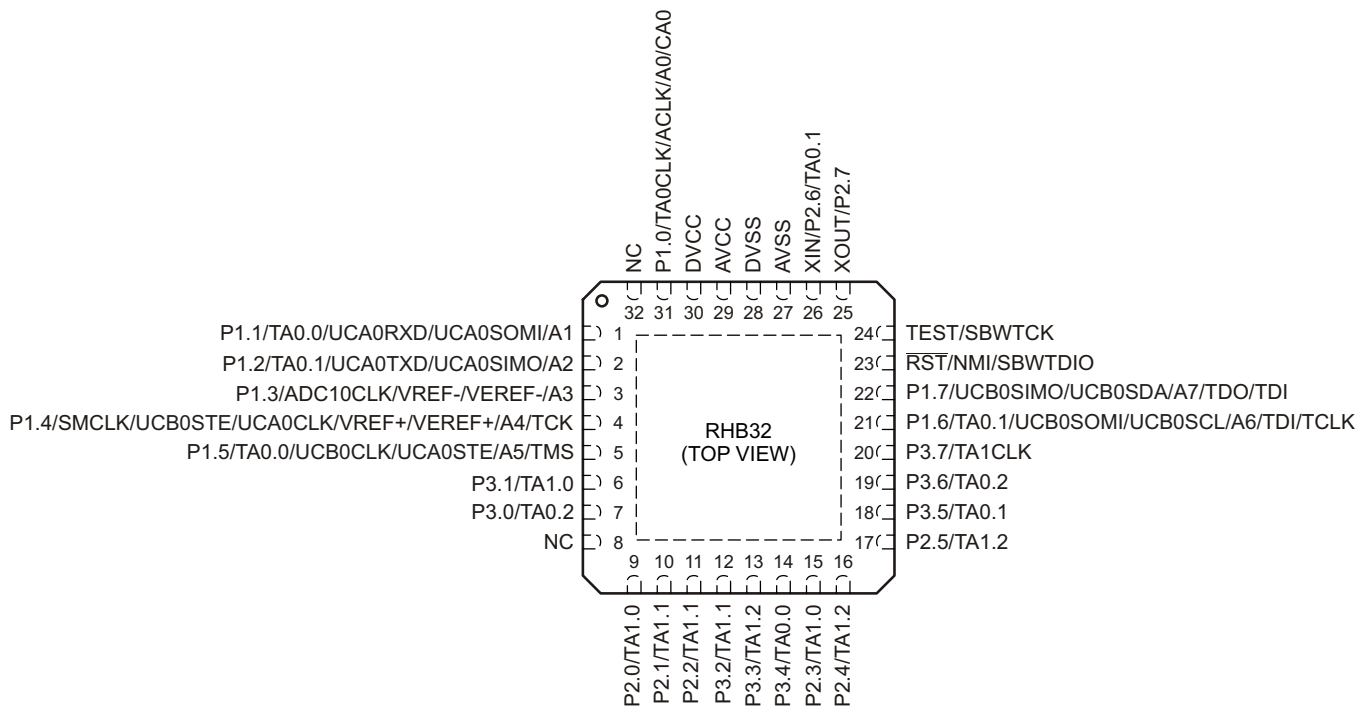 NC
P1.0/TA0CLK/ACLK/A0/CA0
DVCC
AVCC
DVSS
AVSS
XIN/P2.6/TA0.1
XOUT/P2.7
32 31 30 29 28 27 26 25
P1.1/TA0.0/UCA0RXD/UCA0SOMI/A1 1
P1.2/TA0.1/UCA0TXD/UCA0SIMO/A2 2
P1.3/ADC10CLK/VREF-/VEREF-/A3 3
P1.4/SMCLK/UCB0STE/UCA0CLK/VREF+/VEREF+/A4/TCK 4
P1.5/TA0.0/UCB0CLK/UCA0STE/A5/TMS 5
P3.1/TA1.0 6
P3.0/TA0.2 7
NC 8
RHB32
(TOP VIEW)
24 TEST/SBWTCK
23 RST/NMI/SBWTDIO
22 P1.7/UCB0SIMO/UCB0SDA/A7/TDO/TDI
21 P1.6/TA0.1/UCB0SOMI/UCB0SCL/A6/TDI/TCLK
20 P3.7/TA1CLK
19 P3.6/TA0.2
18 P3.5/TA0.1
17 P2.5/TA1.2
9 10 11 12 13 14 15 16
P2.0/TA1.0
P2.1/TA1.1
P2.2/TA1.1
P3.2/TA1.1
P3.3/TA1.2
P3.4/TA0.0
P2.3/TA1.0
P2.4/TA1.2